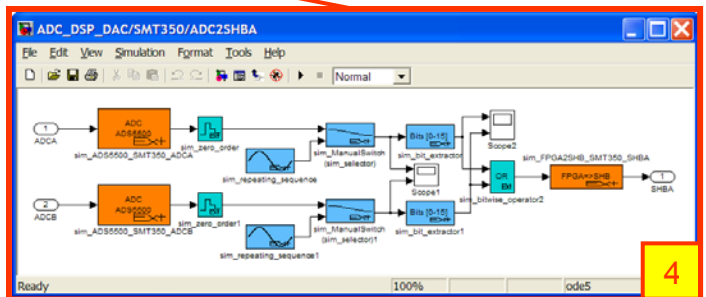 ADC_DSP_DAC/SMT350/ADC2SHBA
File Edit View Simulation Format Tools Help
Normal
1
ADCA
ADC
ADS5500
sim_ADS5500_SMT350_ADCA
sim_zero_order
sim_repeating_sequence
sim_ManualSwitch
(sim_selector)
Bits [0-15]
sim_bit_extractor
Scope2
Scope1
OR
sim_bitwise_operator2
sim_FPGA2SHB_SMT350_SHBA
FPGA=>SHB
1
SHBA
2
ADCB
ADC
ADS5500
sim_ADS5500_SMT350_ADCB
sim_zero_order1
sim_repeating_sequence1
sim_ManualSwitch
(sim_selector)1
Bits [0-15]
sim_bit_extractor1
Ready 100% ode5
4